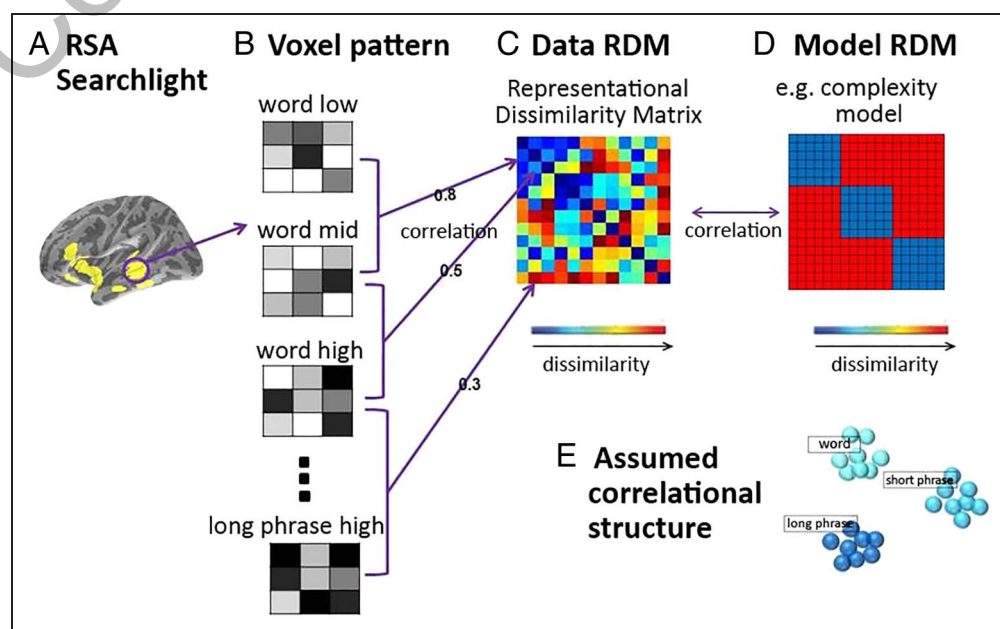 A RSA
Searchlight
B Voxel pattern
word low
word mid
word high
long phrase high
0.8
correlation
0.5
0.3
C Data RDM
Representational
Dissimilarity Matrix
dissimilarity
correlation
D Model RDM
e.g. complexity
model
dissimilarity
E Assumed
correlational
structure
word
short phrase
long phrase